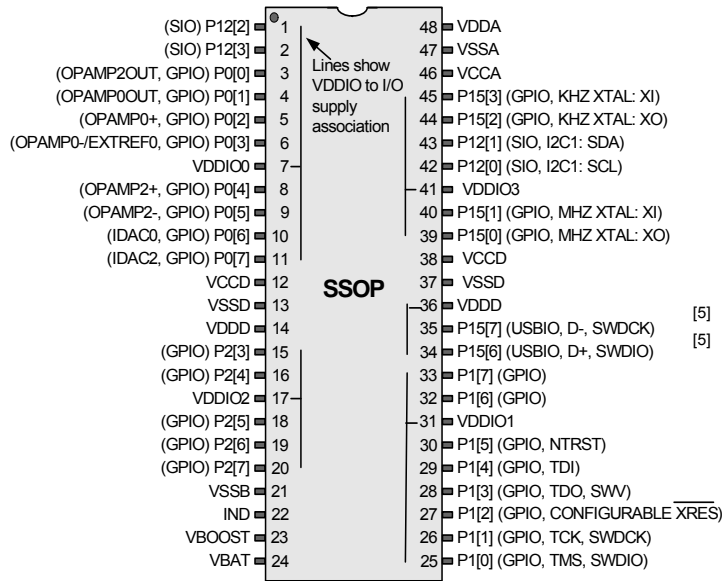 (SIO) P12[2] 1
(SIO) P12[3] 2
(OPAMP2OUT, GPIO) P0[0] 3
(OPAMP0OUT, GPIO) P0[1] 4
(OPAMP0+, GPIO) P0[2] 5
(OPAMP0-/EXTREF0, GPIO) P0[3] 6
VDDIO0 7
(OPAMP2+, GPIO) P0[4] 8
(OPAMP2-, GPIO) P0[5] 9
(IDAC0, GPIO) P0[6] 10
(IDAC2, GPIO) P0[7] 11
VCCD 12
VSSD 13
VDDD 14
(GPIO) P2[3] 15
(GPIO) P2[4] 16
VDDIO2 17
(GPIO) P2[5] 18
(GPIO) P2[6] 19
(GPIO) P2[7] 20
VSSB 21
IND 22
VBOOST 23
VBAT 24
Lines show
VDDIO to I/O
supply
association
SSOP
48 VDDA
47 VSSA
46 VCCA
45 P15[3] (GPIO, KHZ XTAL: XI)
44 P15[2] (GPIO, KHZ XTAL: XO)
43 P12[1] (SIO, I2C1: SDA)
42 P12[0] (SIO, I2C1: SCL)
41 VDDIO3
40 P15[1] (GPIO, MHZ XTAL: XI)
39 P15[0] (GPIO, MHZ XTAL: XO)
38 VCCD
37 VSSD
36 VDDD
35 P15[7] (USBIO, D-, SWDCK) [5]
34 P15[6] (USBIO, D+, SWDIO) [5]
33 P1[7] (GPIO)
32 P1[6] (GPIO)
31 VDDIO1
30 P1[5] (GPIO, NTRST)
29 P1[4] (GPIO, TDI)
28 P1[3] (GPIO, TDO, SWV)
27 P1[2] (GPIO, CONFIGURABLE XRES)
26 P1[1] (GPIO, TCK, SWDCK)
25 P1[0] (GPIO, TMS, SWDIO)